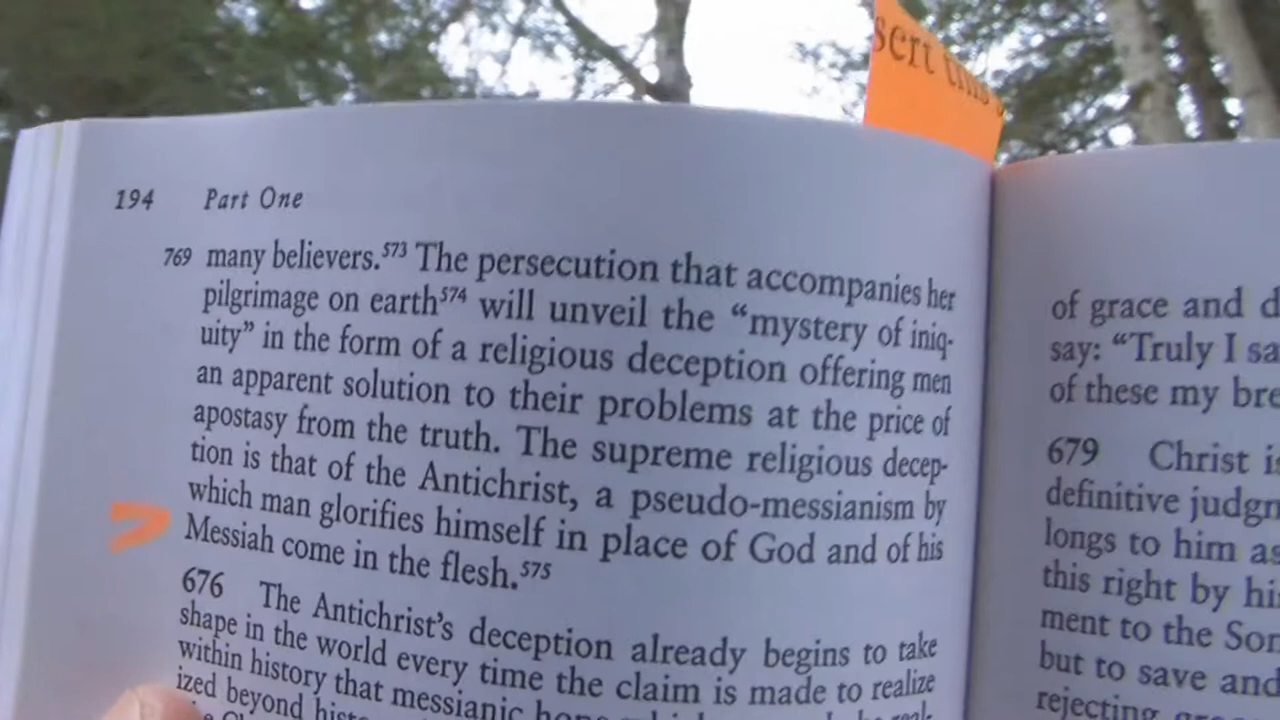 sert this
194 Part One
769 many believers.573 The persecution that accompanies her
pilgrimage on earth574 will unveil the “mystery of iniq-
uity” in the form of a religious deception offering men
an apparent solution to their problems at the price of
apostasy from the truth. The supreme religious decep-
tion is that of the Antichrist, a pseudo-messianism by
which man glorifies himself in place of God and of his
Messiah come in the flesh.575
676 The Antichrist’s deception already begins to take
shape in the world every time the claim is made to realize
within history that messianic
ized beyond
of grace and d
say: “Truly I sa
of these my bre
679 Christ is
definitive judgm
longs to him as
this right by his
ment to the Son
but to save and
rejecting